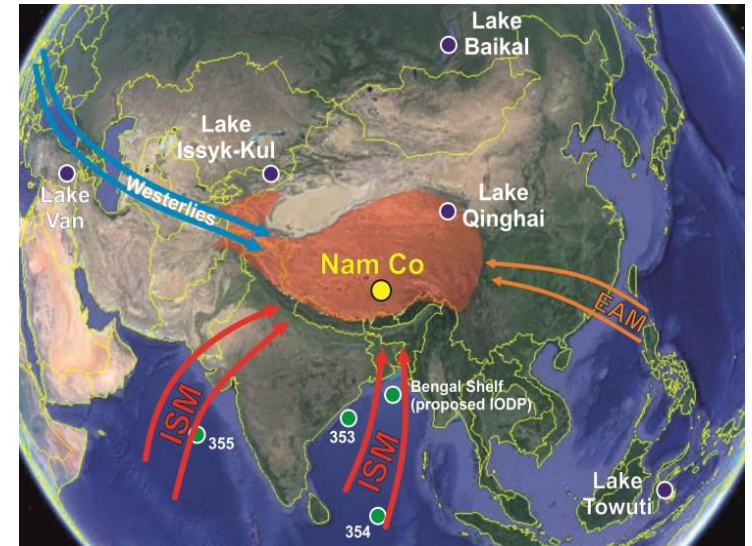 Lake
Baikal
Lake
Issyk-Kul
Lake
Van
Westerlies
Lake
Qinghai
Nam Co
EAM
ISM
355
353
Bengal Shelf
(proposed IODP)
ISM
354
Lake
Towuti